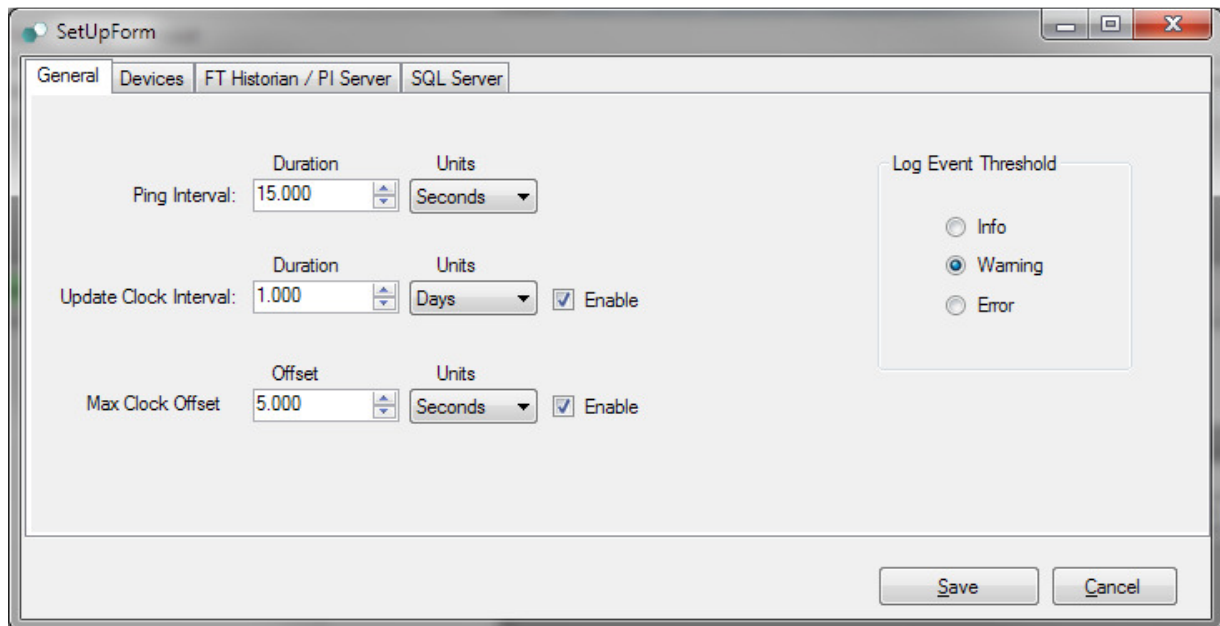 SetUpForm
General Devices FT Historian / PI Server SQL Server
Duration Units
Ping Interval: 15.000 Seconds
Duration Units
Update Clock Interval: 1.000 Days Enable
Offset Units
Max Clock Offset 5.000 Seconds Enable
Log Event Threshold
Info
Warning
Error
Save Cancel